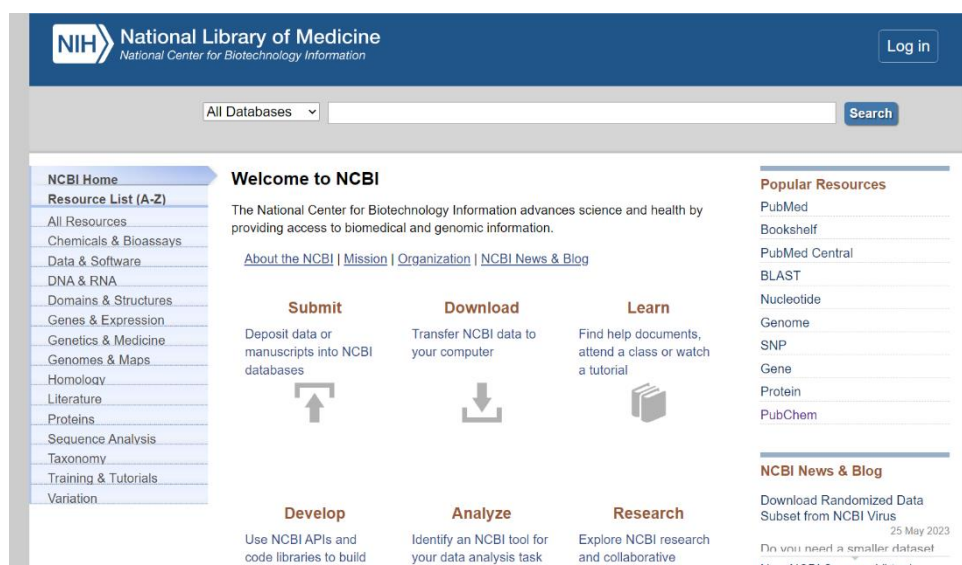 NIH National Library of Medicine
National Center for Biotechnology Information
Log in
All Databases
Search
NCBI Home
Resource List (A-Z)
All Resources
Chemicals & Bioassays
Data & Software
DNA & RNA
Domains & Structures
Genes & Expression
Genetics & Medicine
Genomes & Maps
Homology
Literature
Proteins
Sequence Analysis
Taxonomy
Training & Tutorials
Variation
Welcome to NCBI
The National Center for Biotechnology Information advances science and health by
providing access to biomedical and genomic information.
About the NCBI | Mission | Organization | NCBI News & Blog
Submit
Deposit data or
manuscripts into NCBI
databases
Download
Transfer NCBI data to
your computer
Learn
Find help documents,
attend a class or watch
a tutorial
Develop
Use NCBI APIs and
code libraries to build
Analyze
Identify an NCBI tool for
your data analysis task
Research
Explore NCBI research
and collaborative
Popular Resources
PubMed
Bookshelf
PubMed Central
BLAST
Nucleotide
Genome
SNP
Gene
Protein
PubChem
NCBI News & Blog
Download Randomized Data
Subset from NCBI Virus
25 May 2023
Do you need a smaller dataset